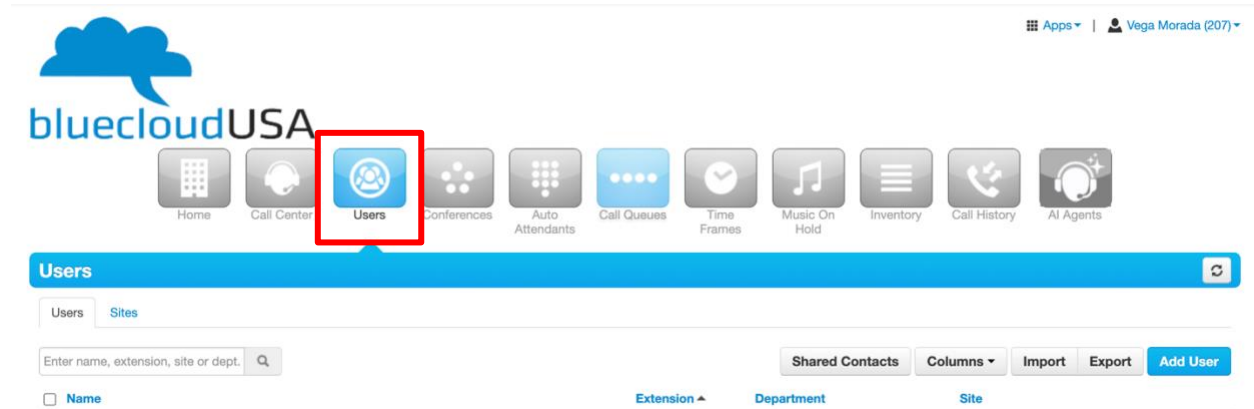 Apps | Vega Morada (207)
bluecloudUSA
Home Call Center Users Conferences Auto Attendants Call Queues Time Frames Music On Hold Inventory Call History AI Agents
Users
Users Sites
Enter name, extension, site or dept. Shared Contacts Columns Import Export Add User
Name Extension Department Site